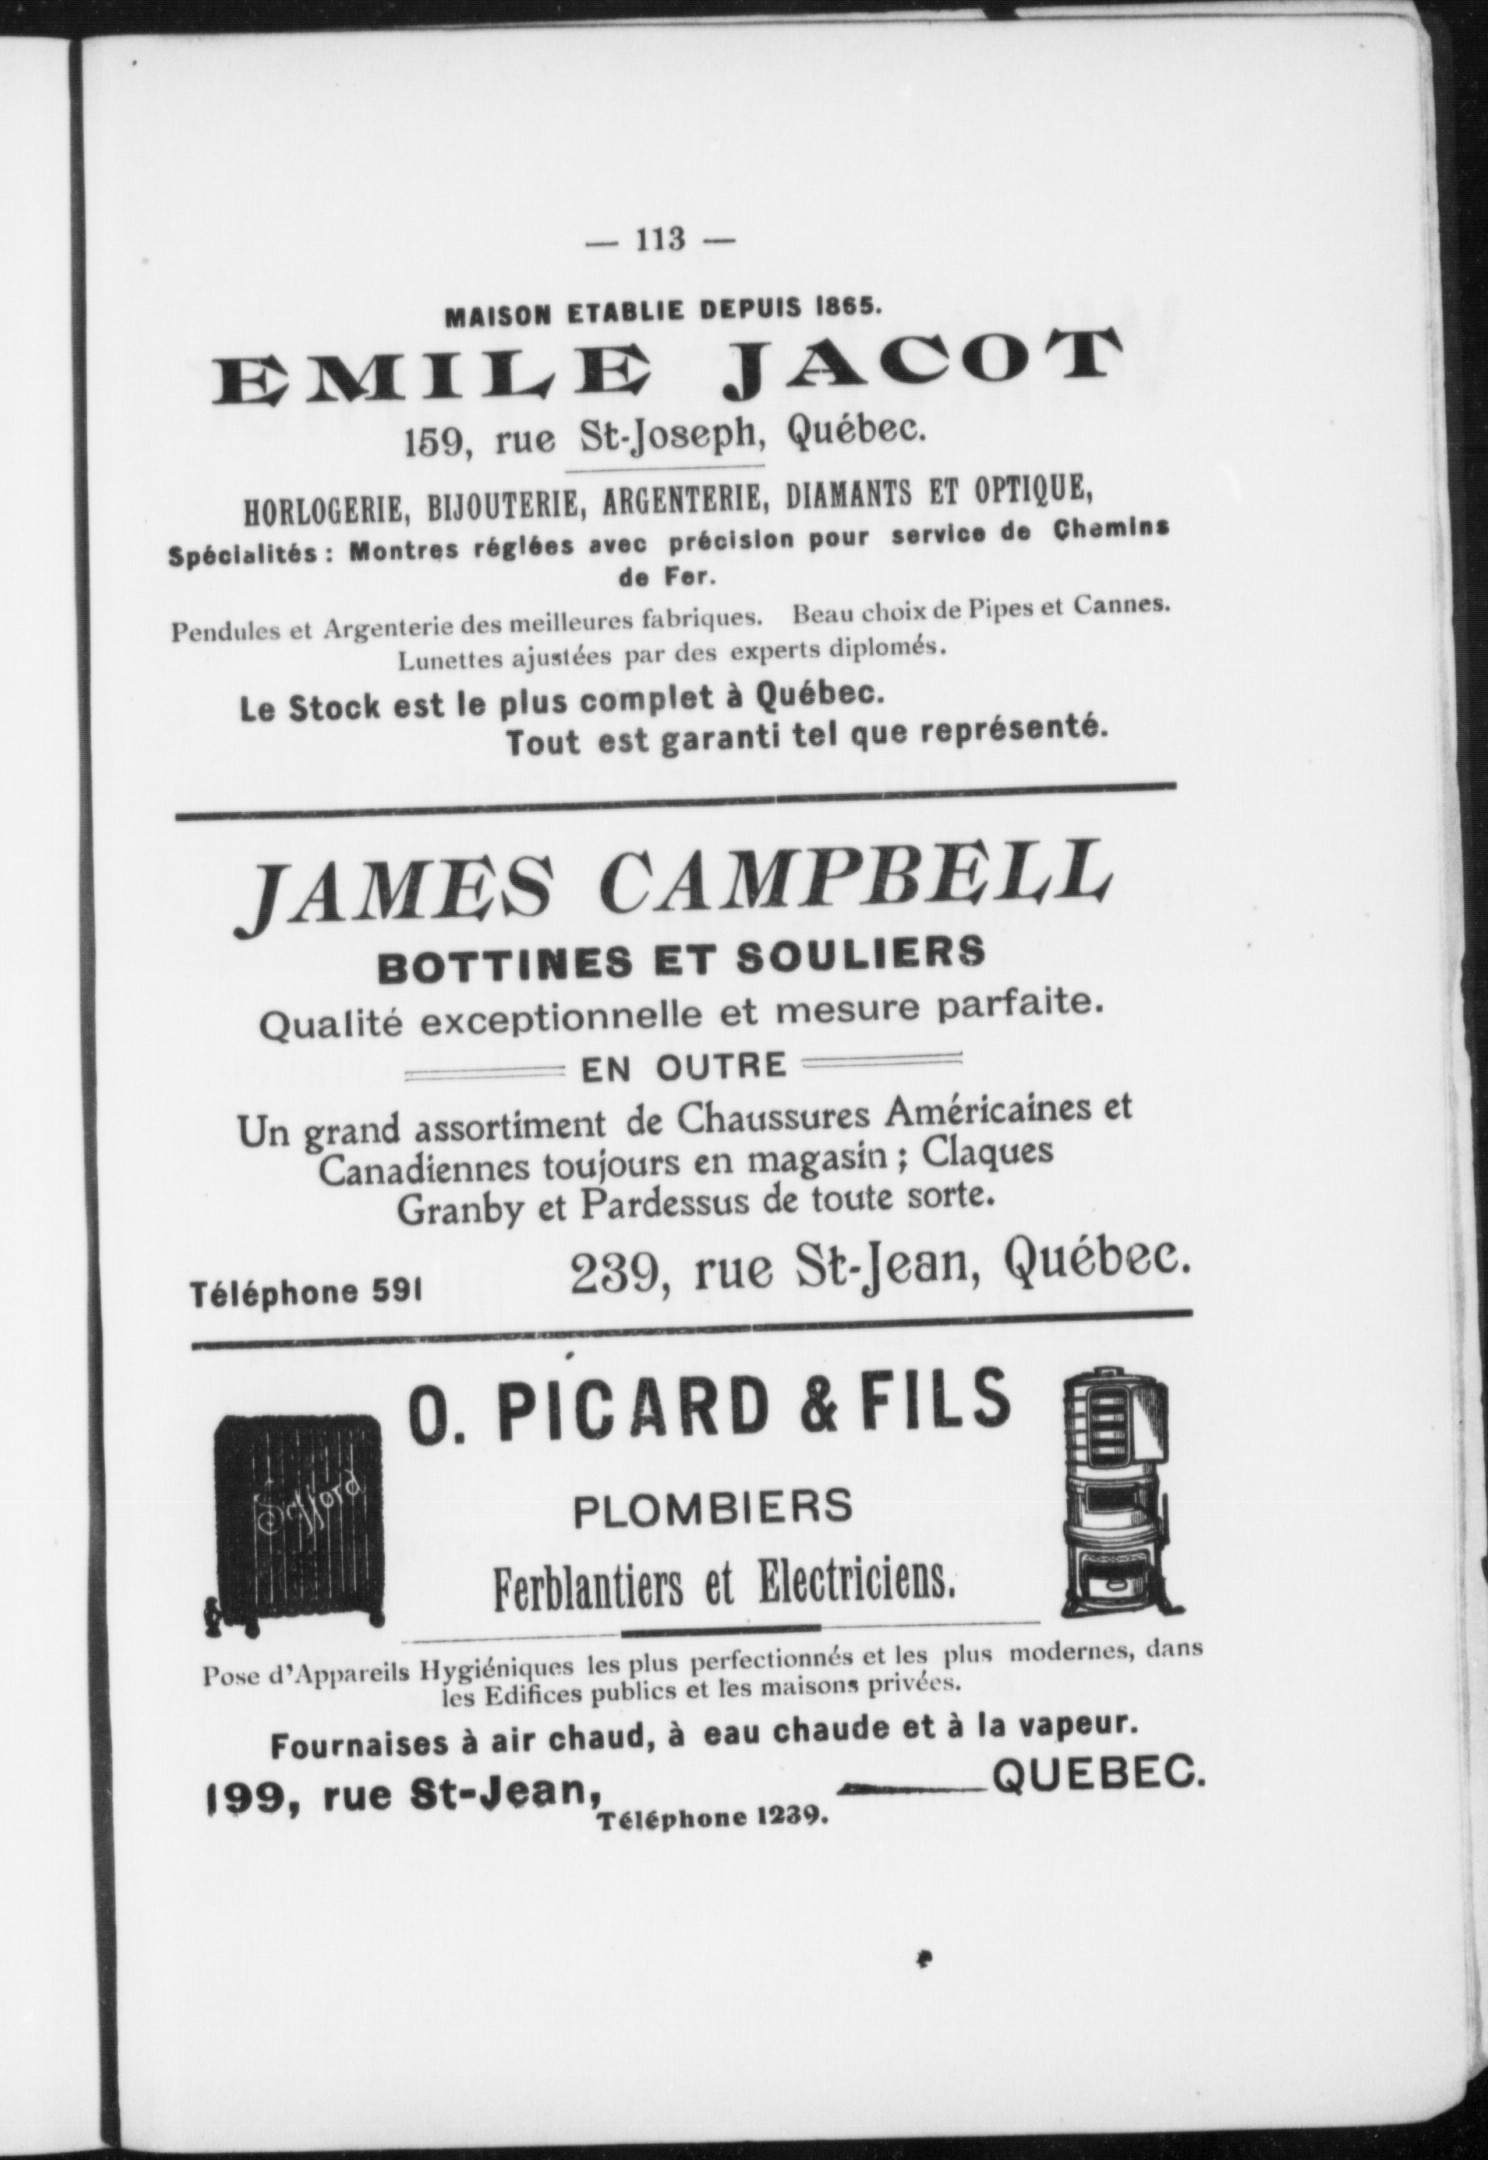 — 113 —
MAISON ETABLIE DEPUIS 1865.
EMILE JACOT
159, rue St-Joseph, Québec.
HORLOGERIE, BIJOUTERIE, ARGENTERIE, DIAMANTS ET OPTIQUE,
Spécialités : Montres réglées avec précision pour service de Chemins
de Fer.
Pendules et Argenterie des meilleures fabriques. Beau choix de Pipes et Cannes.
Lunettes ajustées par des experts diplomés.
Le Stock est le plus complet à Québec.
Tout est garanti tel que représenté.
JAMES CAMPBELL
BOTTINES ET SOULIERS
Qualité exceptionnelle et mesure parfaite.
EN OUTRE
Un grand assortiment de Chaussures Américaines et
Canadiennes toujours en magasin ; Claques
Granby et Pardessus de toute sorte.
Téléphone 591 239, rue St-Jean, Québec.
O. PICARD & FILS
Safford
PLOMBIERS
Ferblantiers et Electriciens.
Pose d'Appareils Hygiéniques les plus perfectionnés et les plus modernes, dans
les Edifices publics et les maisons privées.
Fournaises à air chaud, à eau chaude et à la vapeur.
199, rue St-Jean, QUEBEC.
Téléphone 1239.